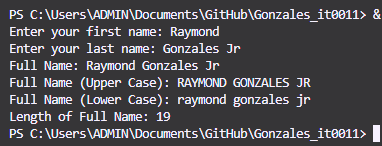 PS C:\Users\ADMIN\Documents\GitHub\Gonzales_it0011> &
Enter your first name: Raymond
Enter your last name: Gonzales Jr
Full Name: Raymond Gonzales Jr
Full Name (Upper Case): RAYMOND GONZALES JR
Full Name (Lower Case): raymond gonzales jr
Length of Full Name: 19
PS C:\Users\ADMIN\Documents\GitHub\Gonzales_it0011>